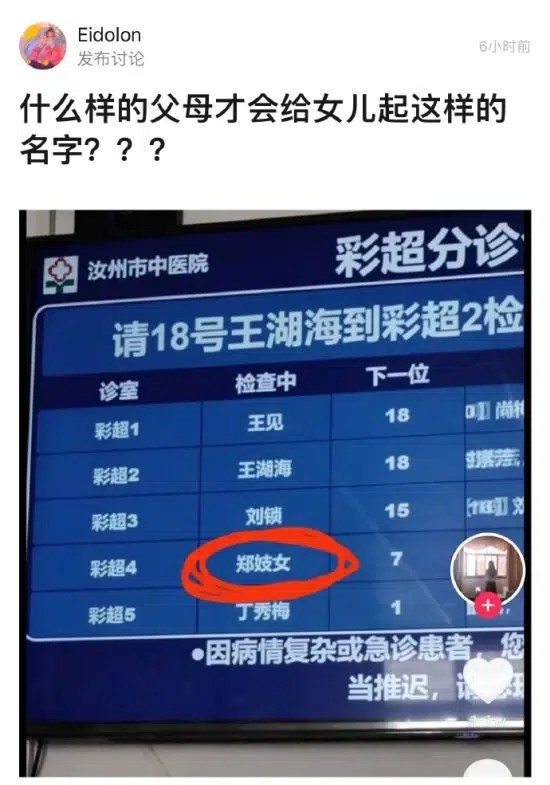 Eidolon
发布讨论
6小时前
什么样的父母才会给女儿起这样的
名字？？？
汝州市中医院
彩超分诊
请18号王湖海到彩超2检
诊室 检查中 下一位
彩超1 王见 18 尚
彩超2 王湖海 18
彩超3 刘锁 15
彩超4 郑妓女 7
彩超5 丁秀梅 1
●因病情复杂或急诊患者，您
当推迟，请